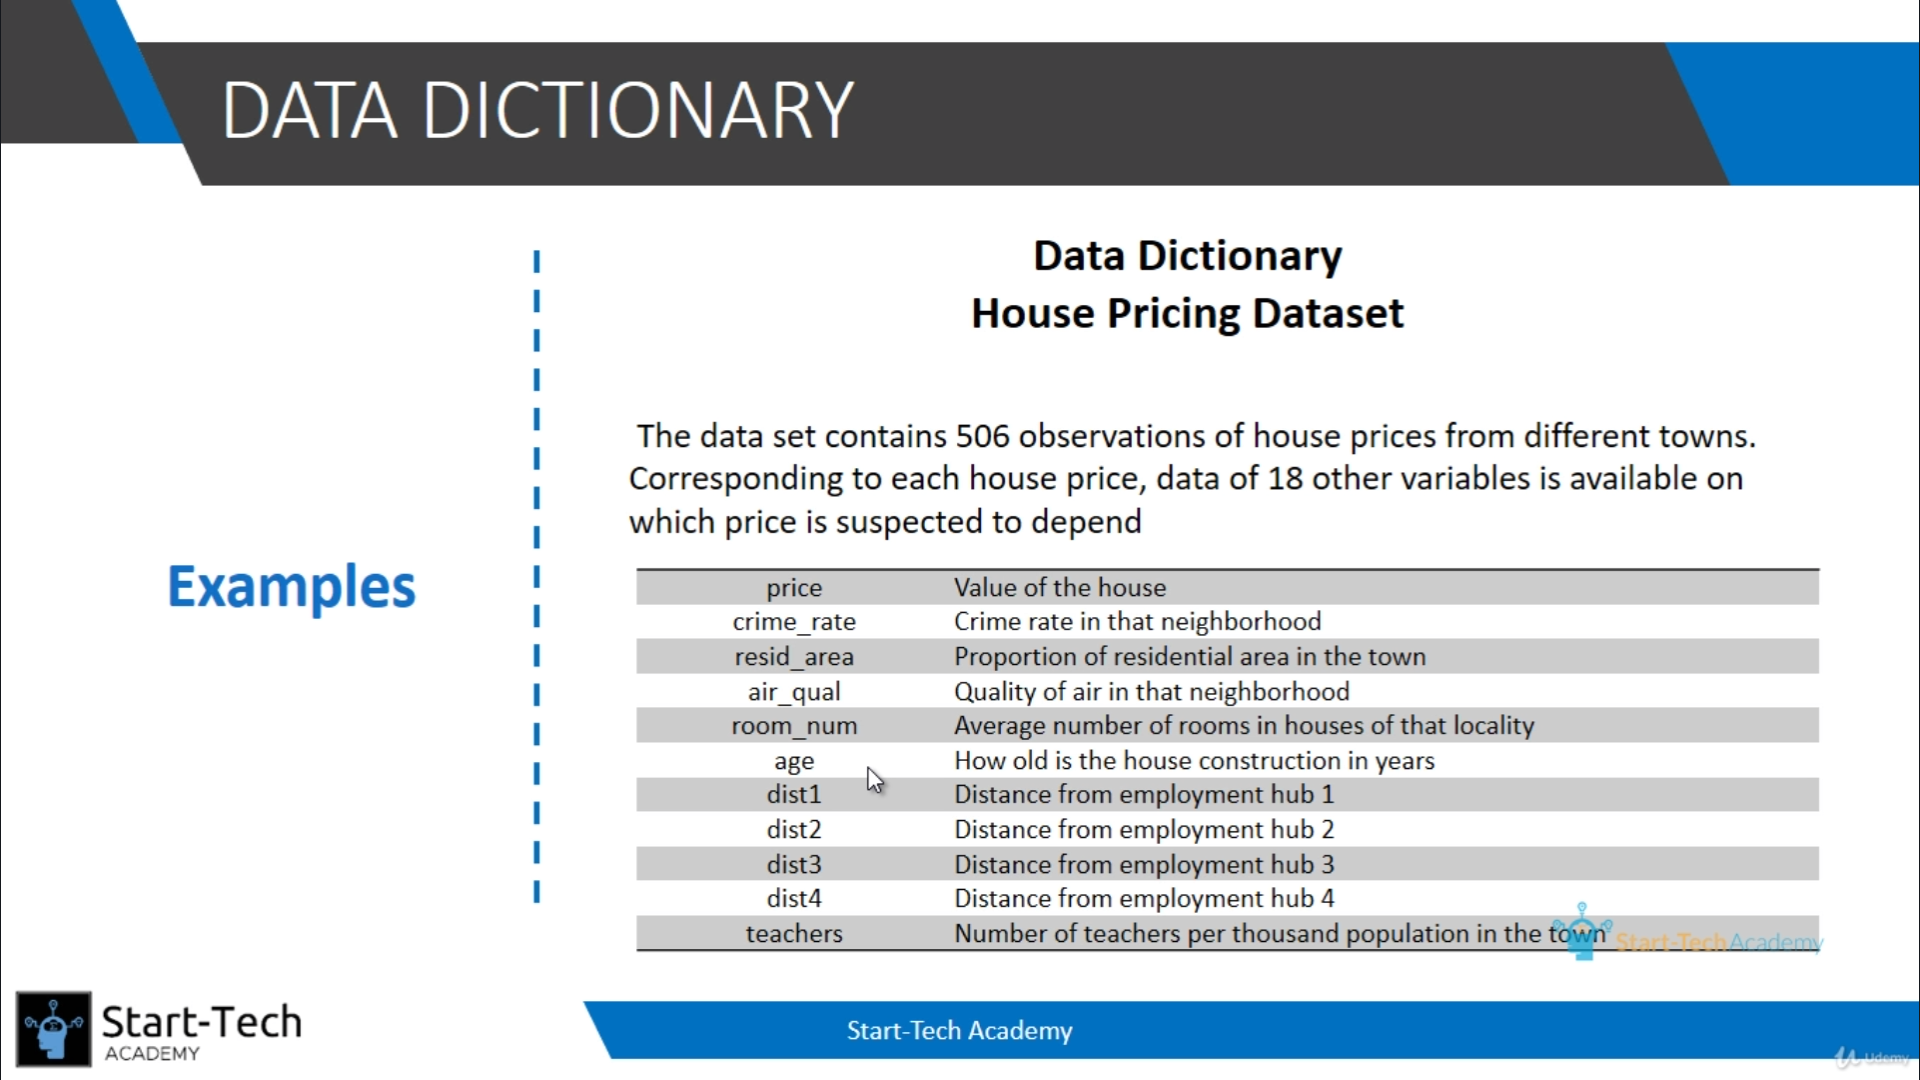 DATA DICTIONARY
Data Dictionary
House Pricing Dataset
The data set contains 506 observations of house prices from different towns.
Corresponding to each house price, data of 18 other variables is available on
which price is suspected to depend
Examples
price Value of the house
crime_rate Crime rate in that neighborhood
resid_area Proportion of residential area in the town
air_qual Quality of air in that neighborhood
room_num Average number of rooms in houses of that locality
age How old is the house construction in years
dist1 Distance from employment hub 1
dist2 Distance from employment hub 2
dist3 Distance from employment hub 3
dist4 Distance from employment hub 4
teachers Number of teachers per thousand population in the town
Start-Tech Academy
Start-Tech
ACADEMY
Start-Tech Academy
Udemy